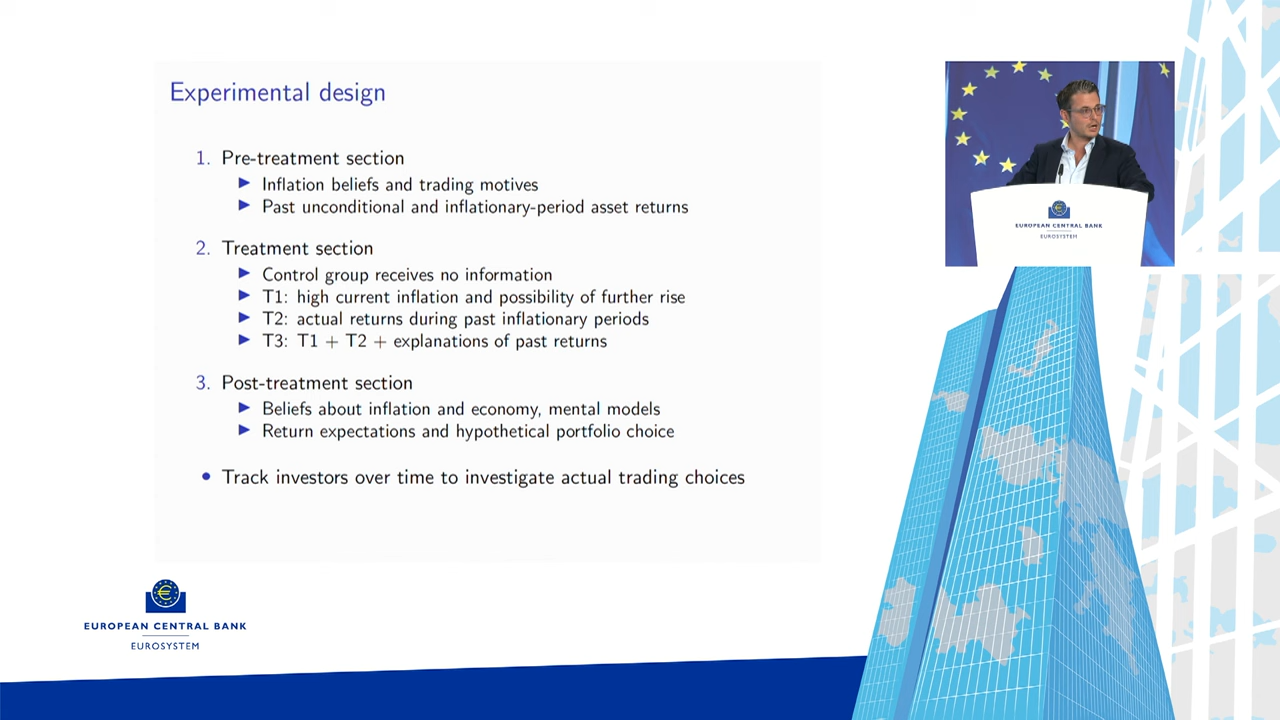 Experimental design
1. Pre-treatment section
▶ Inflation beliefs and trading motives
▶ Past unconditional and inflationary-period asset returns
2. Treatment section
▶ Control group receives no information
▶ T1: high current inflation and possibility of further rise
▶ T2: actual returns during past inflationary periods
▶ T3: T1 + T2 + explanations of past returns
3. Post-treatment section
▶ Beliefs about inflation and economy, mental models
▶ Return expectations and hypothetical portfolio choice
• Track investors over time to investigate actual trading choices
EUROPEAN CENTRAL BANK
EUROSYSTEM
€
EUROPEAN CENTRAL BANK
EUROSYSTEM